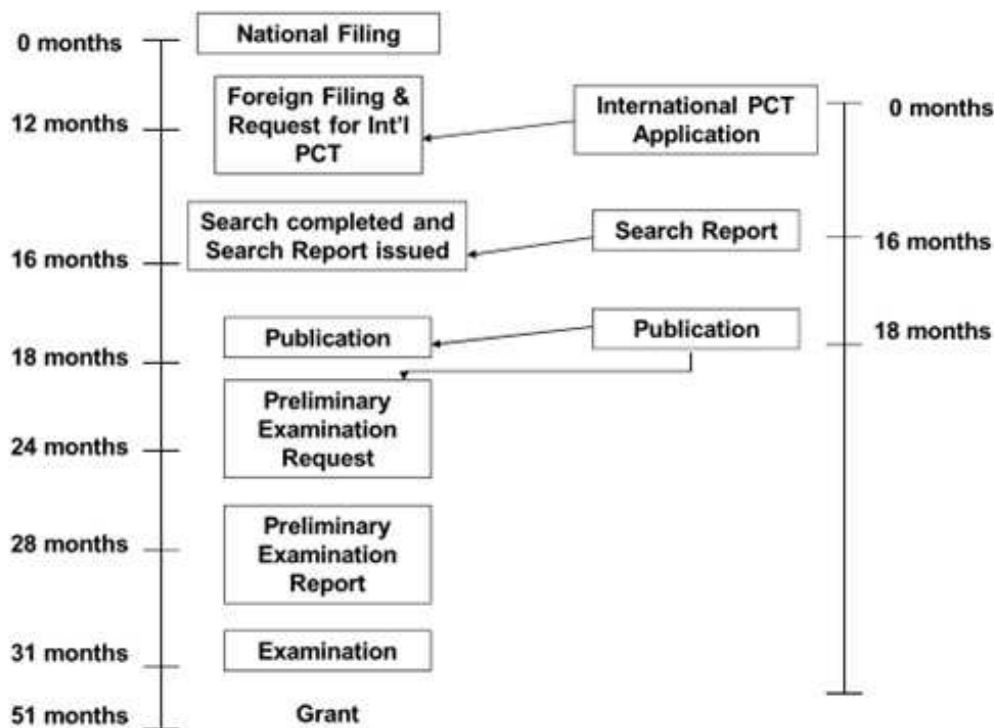 0 months
National Filing
12 months
Foreign Filing &
Request for Int'l
PCT
International PCT
Application
0 months
Search completed and
Search Report issued
16 months
Search Report
16 months
Publication
18 months
Publication
18 months
Preliminary
Examination
Request
24 months
Preliminary
Examination
Report
28 months
Examination
31 months
Grant
51 months